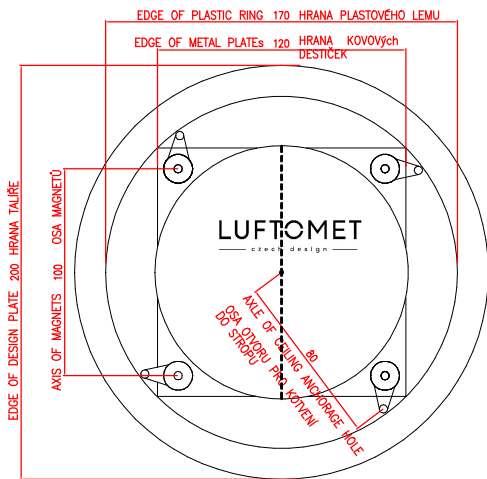 EDGE OF PLASTIC RING 170 HRANA PLASTOVÉHO LEMU
EDGE OF METAL PLATEs 120 HRANA KOVOVých
DESTIČEK
EDGE OF DESIGN PLATE 200 HRANA TALÍŘE
AXIS OF MAGNETS 100 OSA MAGNETŮ
LUFTOMET
czech design
80
AXLE OF CEILING ANCHORAGE HOLE
OSA OTVORU PRO KOTVENÍ
DO STROPU